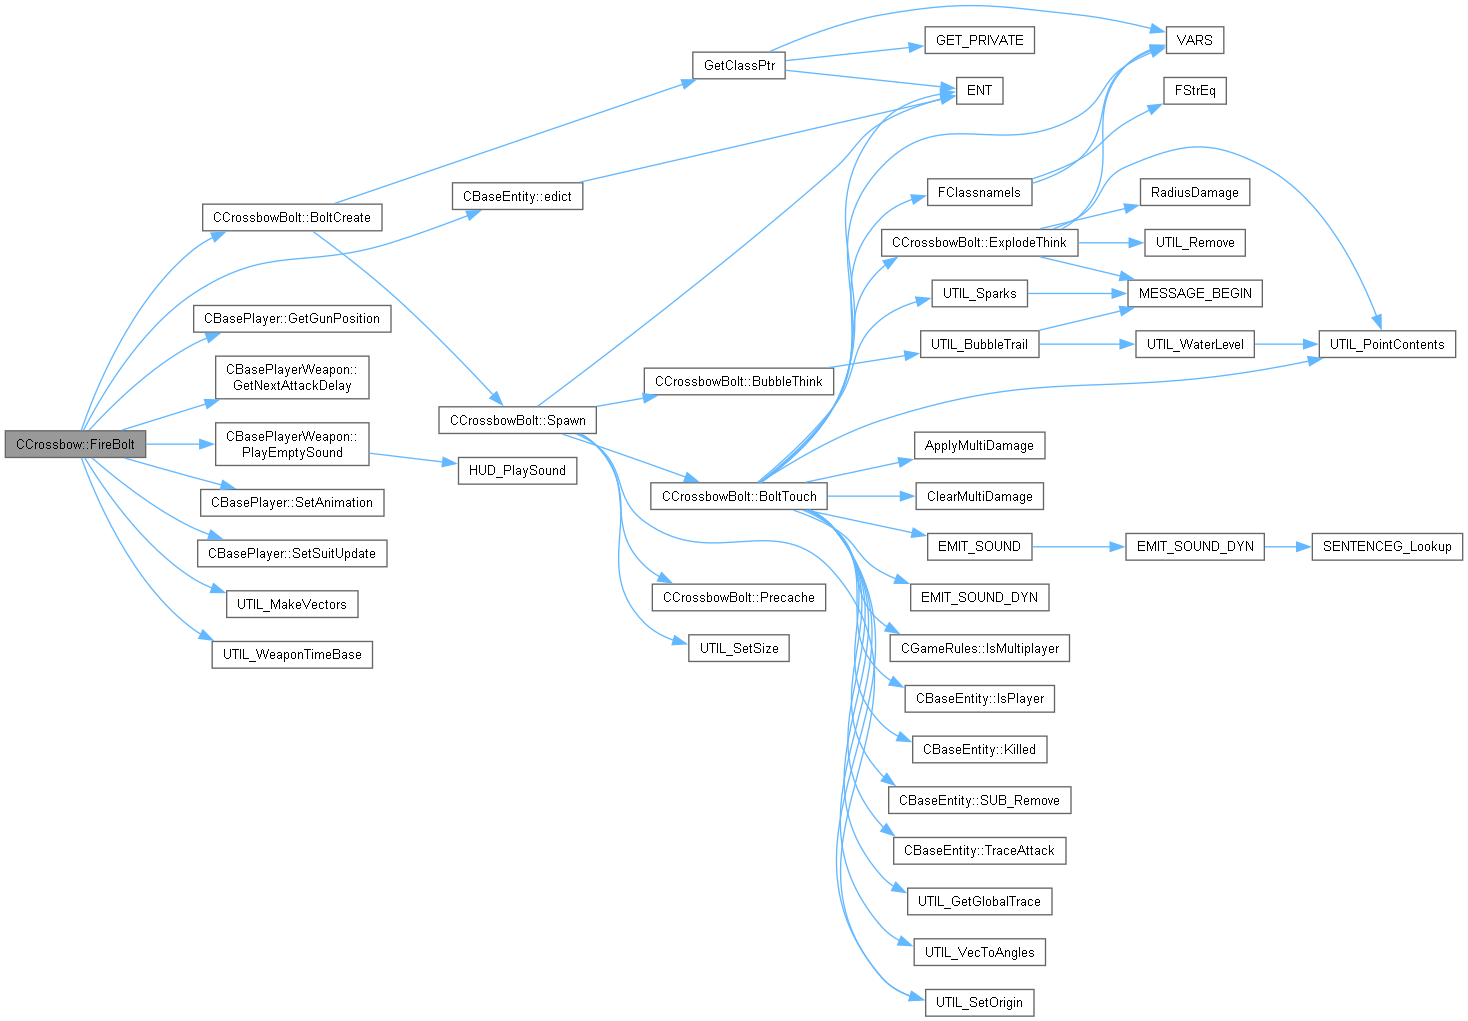 CCrossbow::FireBolt
CCrossbowBolt::BoltCreate
CBasePlayer::GetGunPosition
CBasePlayerWeapon::
GetNextAttackDelay
CBasePlayerWeapon::
PlayEmptySound
CBasePlayer::SetAnimation
CBasePlayer::SetSuitUpdate
UTIL_MakeVectors
UTIL_WeaponTimeBase
CBaseEntity::edict
CCrossbowBolt::Spawn
HUD_PlaySound
GetClassPtr
CCrossbowBolt::BubbleThink
CCrossbowBolt::BoltTouch
CCrossbowBolt::Precache
UTIL_SetSize
GET_PRIVATE
ENT
FClassnameIs
CCrossbowBolt::ExplodeThink
UTIL_Sparks
UTIL_BubbleTrail
ApplyMultiDamage
ClearMultiDamage
EMIT_SOUND
EMIT_SOUND_DYN
CGameRules::IsMultiplayer
CBaseEntity::IsPlayer
CBaseEntity::Killed
CBaseEntity::SUB_Remove
CBaseEntity::TraceAttack
UTIL_GetGlobalTrace
UTIL_VecToAngles
UTIL_SetOrigin
VARS
FStrEq
RadiusDamage
UTIL_Remove
MESSAGE_BEGIN
UTIL_WaterLevel
EMIT_SOUND_DYN
UTIL_PointContents
SENTENCEG_Lookup